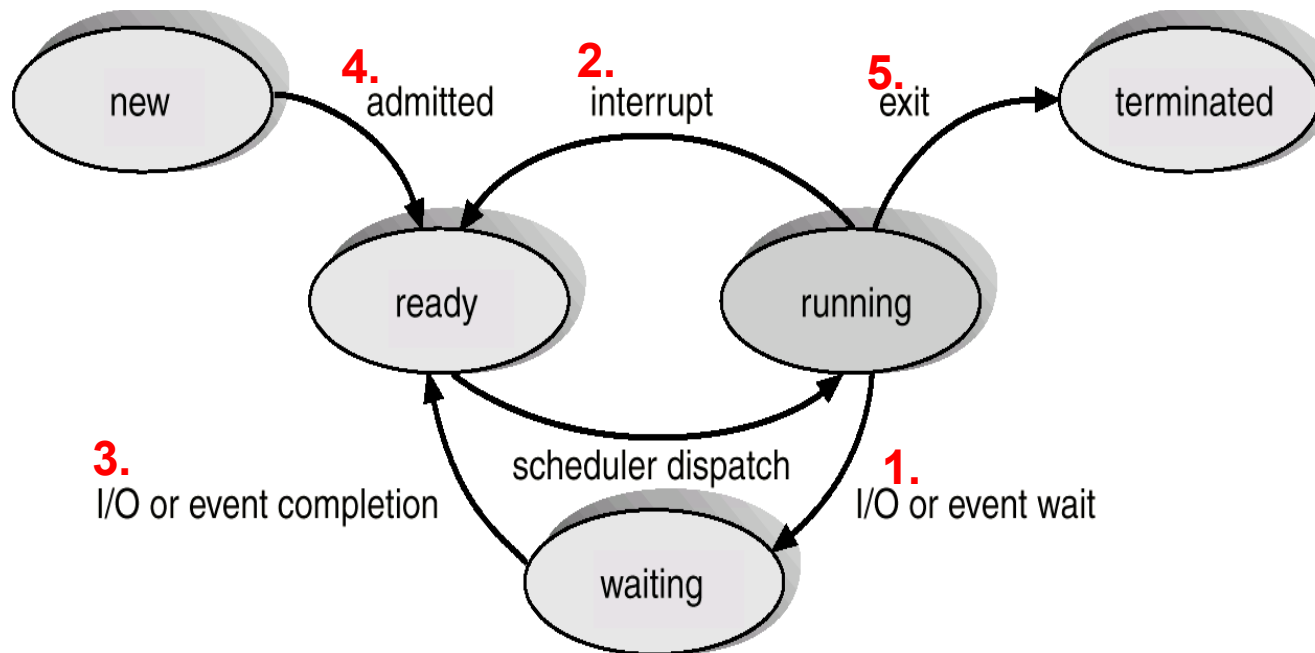 4.
2.
5.
new
admitted
interrupt
exit
terminated
ready
running
3.
scheduler dispatch
1.
I/O or event completion
I/O or event wait
waiting